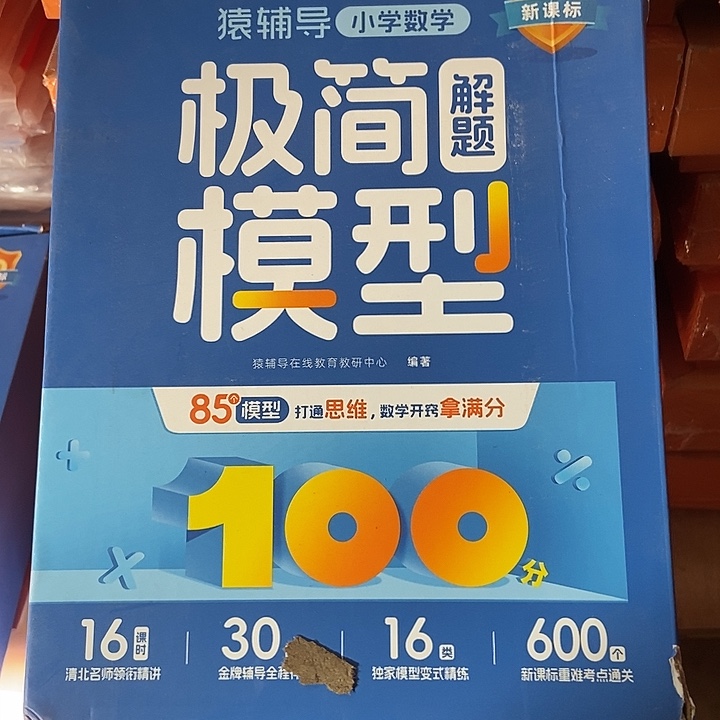 猿辅导 小学数学
新课标
极简解题
模型
猿辅导在线教育教研中心 编著
85个模型 打通思维，数学开窍拿满分
100分
16课时 30 16类 600个
清北名师领衔精讲 金牌辅导全程 独家模型变式精练 新课标重难考点通关